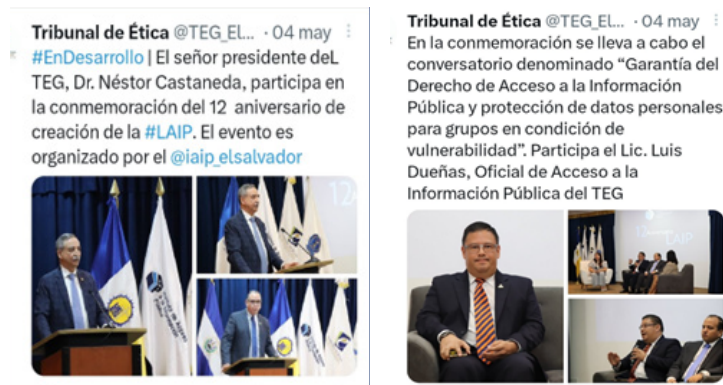 Tribunal de Ética @TEG_El... · 04 may
#EnDesarrollo | El señor presidente deL
TEG, Dr. Néstor Castaneda, participa en
la conmemoración del 12 aniversario de
creación de la #LAIP. El evento es
organizado por el @iaip_elsalvador
12
Tribunal de Ética @TEG_El... · 04 may
En la conmemoración se lleva a cabo el
conversatorio denominado “Garantía del
Derecho de Acceso a la Información
Pública y protección de datos personales
para grupos en condición de
vulnerabilidad”. Participa el Lic. Luis
Dueñas, Oficial de Acceso a la
Información Pública del TEG
LAIP